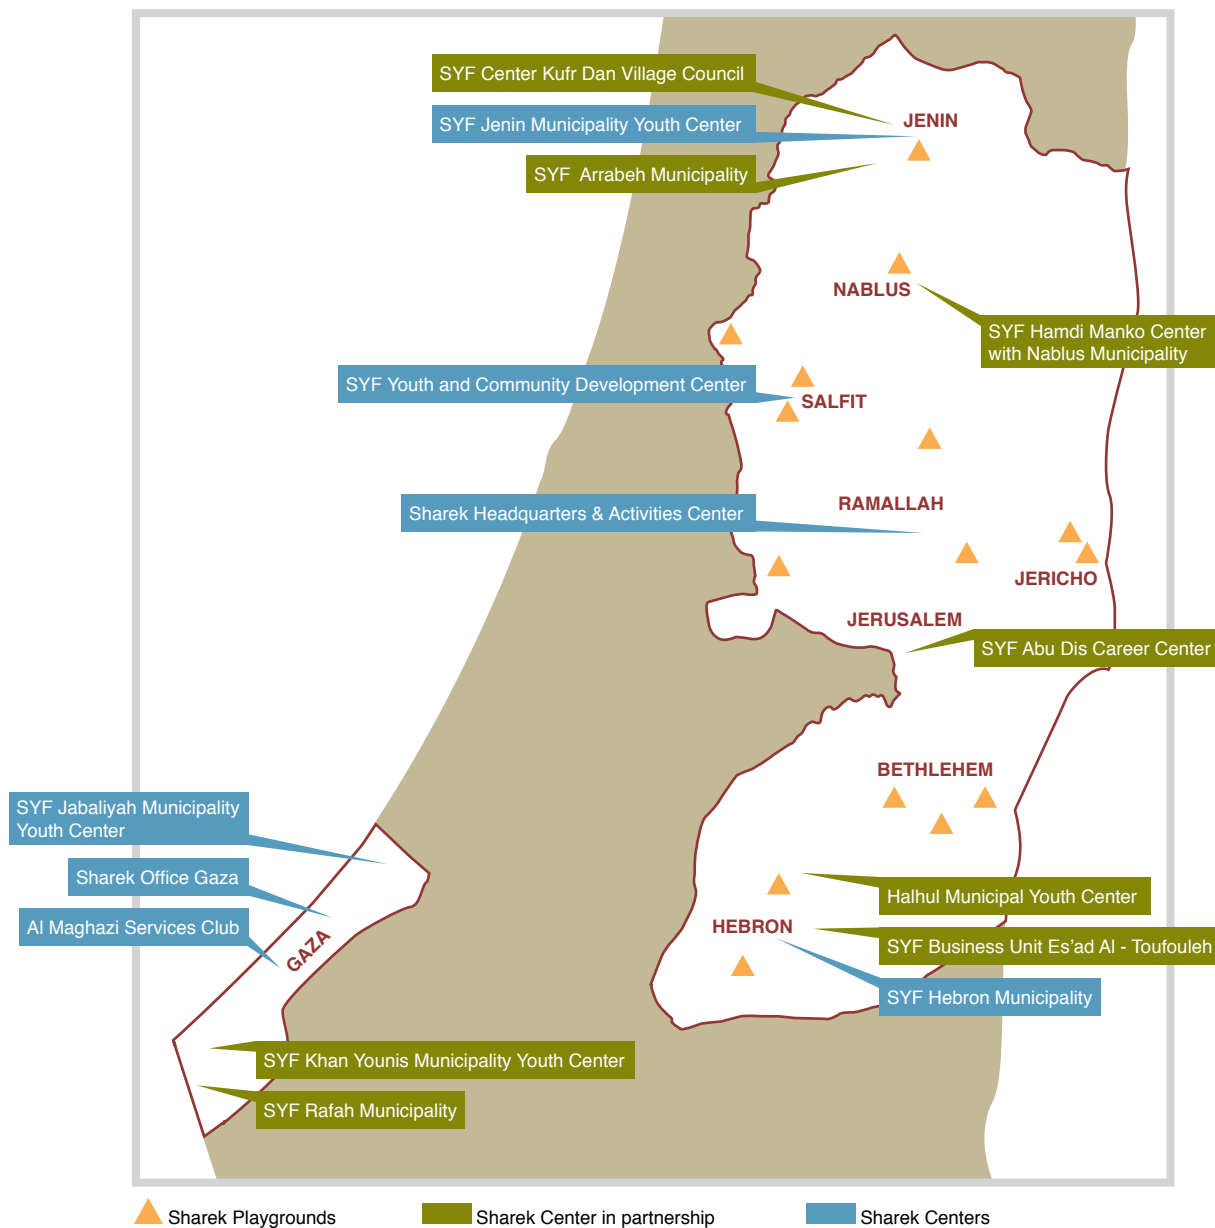 SYF Center Kufr Dan Village Council
JENIN
SYF Jenin Municipality Youth Center
SYF Arrabeh Municipality
NABLUS
SYF Hamdi Manko Center
with Nablus Municipality
SYF Youth and Community Development Center
SALFIT
RAMALLAH
Sharek Headquarters & Activities Center
JERICHO
JERUSALEM
SYF Abu Dis Career Center
BETHLEHEM
SYF Jabaliyah Municipality
Youth Center
Sharek Office Gaza
Halhul Municipal Youth Center
Al Maghazi Services Club
HEBRON
GAZA
SYF Business Unit Es'ad Al - Toufouleh
SYF Hebron Municipality
SYF Khan Younis Municipality Youth Center
SYF Rafah Municipality
Sharek Playgrounds
Sharek Center in partnership
Sharek Centers